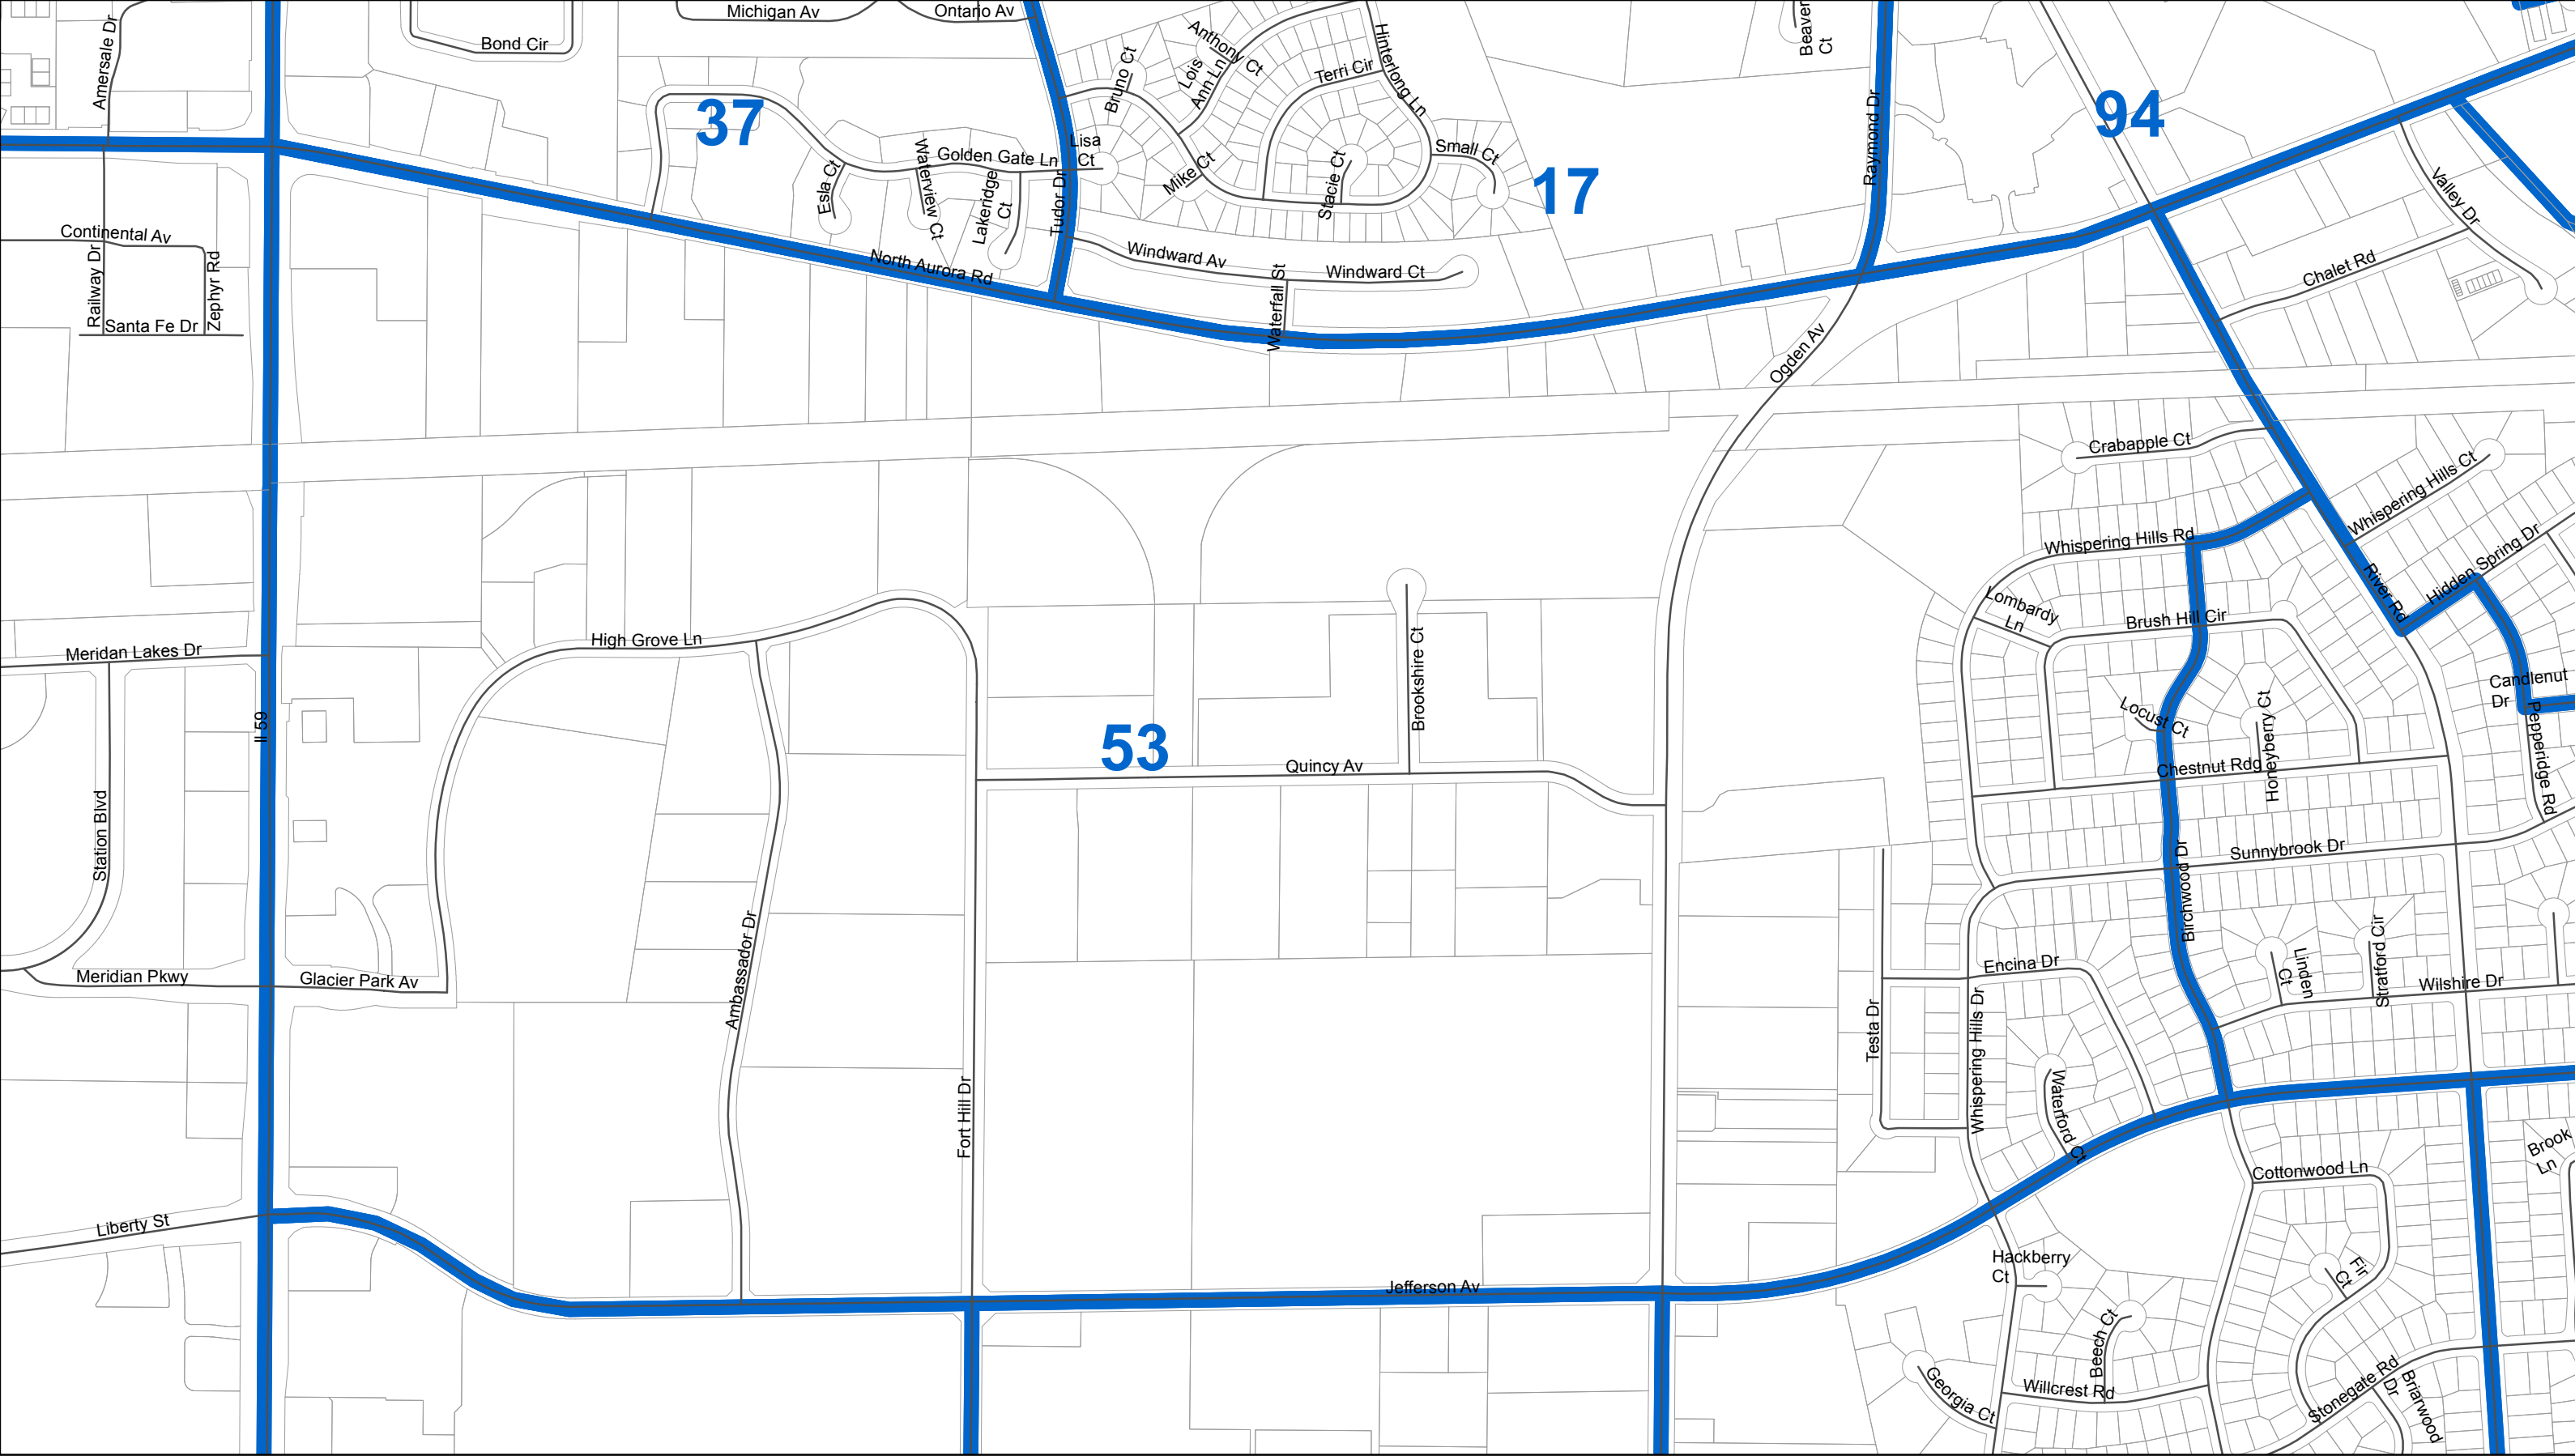 Michigan Av
Ontario Av
Amersale Dr
Bond Cir
Anthony Ct
Hinterlong Ln
Beaver
Ct
Bruno Ct
Lois
Ann Ln
Terri Cir
37
94
Raymond Dr
Lisa
Ct
Golden Gate Ln
Small Ct
17
Esla Ct
Waterview Ct
Lakeridge
Ct
Tudor Dr
Mike Ct
Stacie Ct
Valley Dr
Continental Av
Railway Dr
Zephyr Rd
Santa Fe Dr
North Aurora Rd
Windward Av
Windward Ct
Waterfall St
Chalet Rd
Ogden Av
Crabapple Ct
Whispering Hills Ct
Whispering Hills Rd
Hidden Spring Dr
River Rd
Lombardy
Ln
Brush Hill Cir
High Grove Ln
Meridan Lakes Dr
Brookshire Ct
Candlenut
Dr
Il 59
Locust Ct
Honeyberry Ct
Pepperidge Rd
53
Quincy Av
Chestnut Rdg
Station Blvd
Sunnybrook Dr
Birchwood Dr
Ambassador Dr
Encina Dr
Linden
Ct
Stratford Cir
Wilshire Dr
Meridian Pkwy
Glacier Park Av
Testa Dr
Whispering Hills Dr
Fort Hill Dr
Waterford Ct
Brook
Ln
Cottonwood Ln
Liberty St
Hackberry
Ct
Fir
Ct
Jefferson Av
Beech Ct
Georgia Ct
Willcrest Rd
Stonegate Rd
Briarwood
Dr